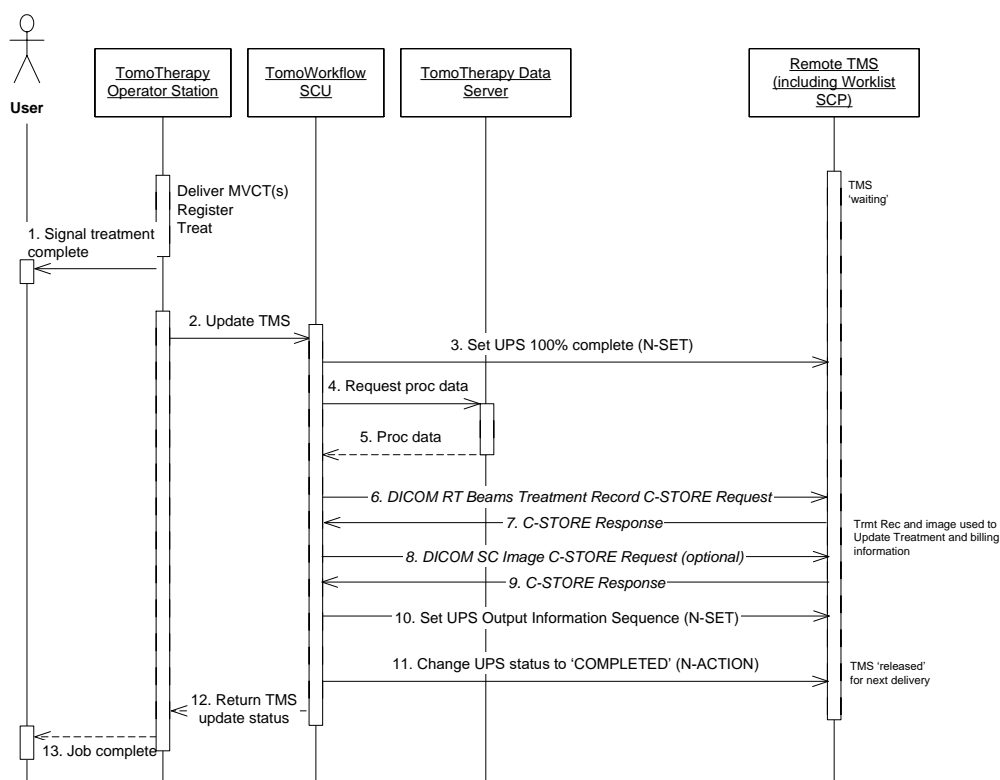 User
TomoTherapy
Operator Station
TomoWorkflow
SCU
TomoTherapy Data
Server
Remote TMS
(including Worklist
SCP)
Deliver MVCT(s)
Register
Treat
TMS
‘waiting’
1. Signal treatment
complete
2. Update TMS
3. Set UPS 100% complete (N-SET)
4. Request proc data
5. Proc data
6. DICOM RT Beams Treatment Record C-STORE Request
7. C-STORE Response
Trmt Rec and image used to
Update Treatment and billing
information
8. DICOM SC Image C-STORE Request (optional)
9. C-STORE Response
10. Set UPS Output Information Sequence (N-SET)
11. Change UPS status to ‘COMPLETED’ (N-ACTION)
TMS ‘released’
for next delivery
12. Return TMS
update status
13. Job complete